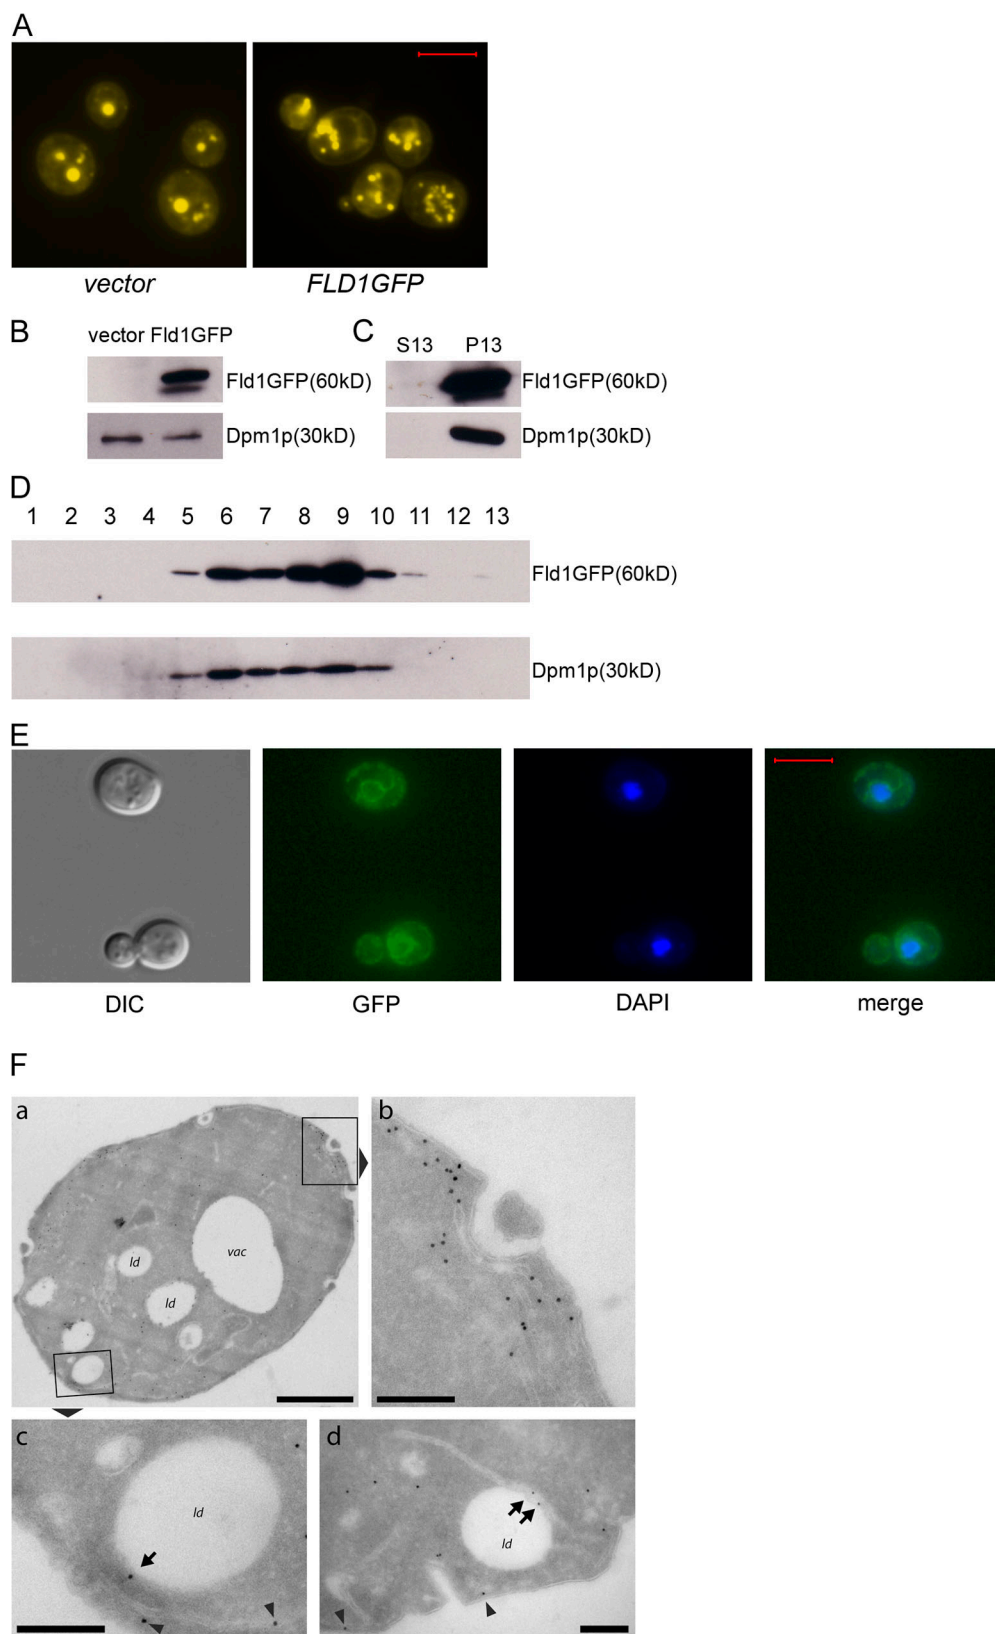 A
vector FLD1GFP
B
vector Fld1GFP
Fld1GFP(60kD)
Dpm1p(30kD)
C
S13 P13
Fld1GFP(60kD)
Dpm1p(30kD)
D
1 2 3 4 5 6 7 8 9 10 11 12 13
Fld1GFP(60kD)
Dpm1p(30kD)
E
DIC GFP DAPI merge
F
a
ld
ld
vac
b
c
ld
d
ld